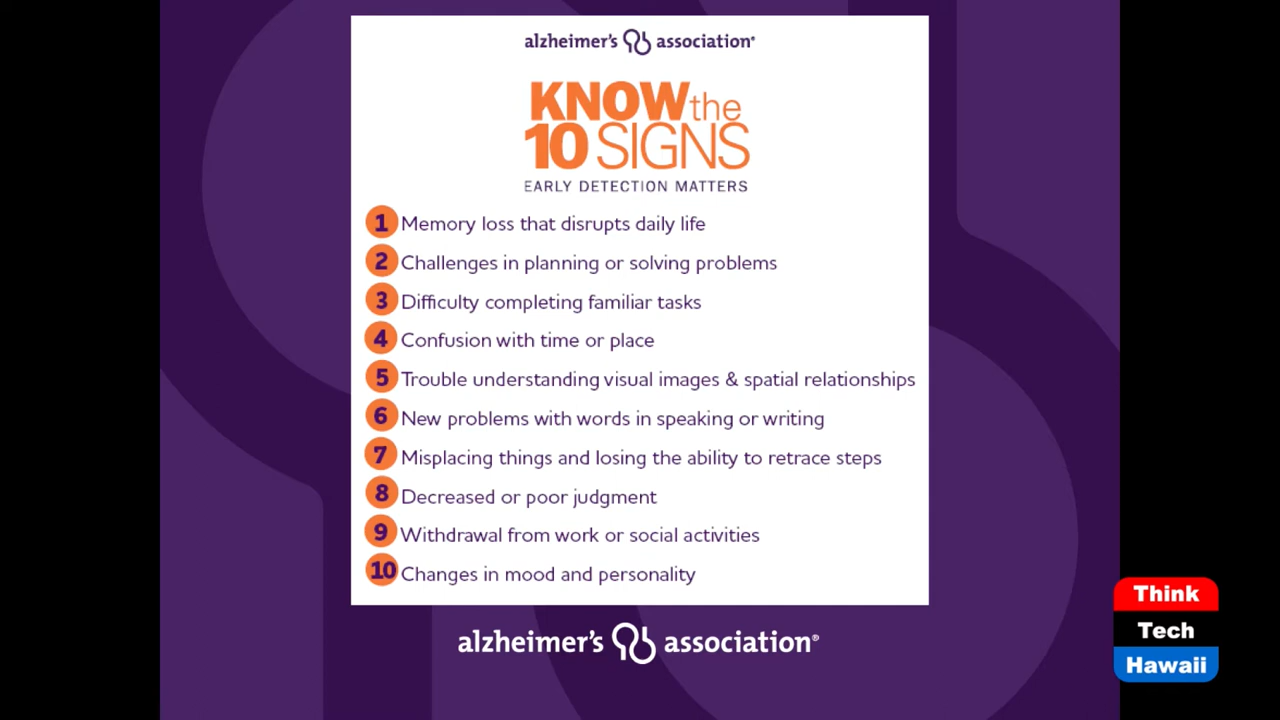 alzheimer's association®
KNOW the
10 SIGNS
EARLY DETECTION MATTERS
1 Memory loss that disrupts daily life
2 Challenges in planning or solving problems
3 Difficulty completing familiar tasks
4 Confusion with time or place
5 Trouble understanding visual images & spatial relationships
6 New problems with words in speaking or writing
7 Misplacing things and losing the ability to retrace steps
8 Decreased or poor judgment
9 Withdrawal from work or social activities
10 Changes in mood and personality
alzheimer's association®
Think
Tech
Hawaii